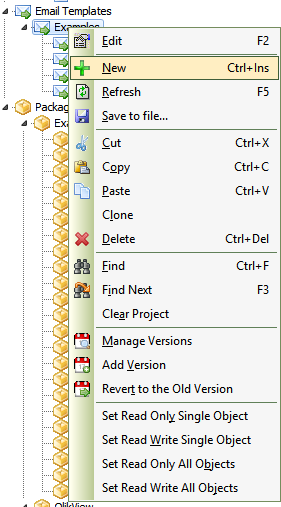 Email Templates
Examples
Edit F2
New Ctrl+Ins
Refresh F5
Save to file...
Cut Ctrl+X
Copy Ctrl+C
Paste Ctrl+V
Clone
Delete Ctrl+Del
Find Ctrl+F
Find Next F3
Clear Project
Manage Versions
Add Version
Revert to the Old Version
Set Read Only Single Object
Set Read Write Single Object
Set Read Only All Objects
Set Read Write All Objects
Packag
Exa
QlikView